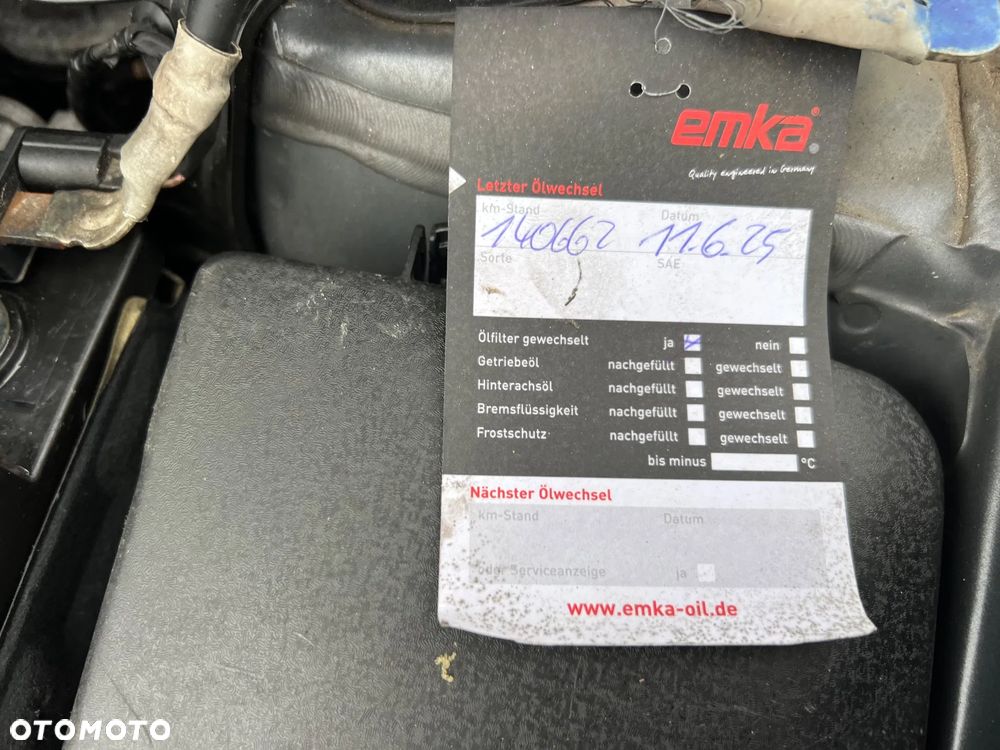 emka®
Quality engineered in Germany
Letzter Ölwechsel
km-Stand Datum
140662 11.6.25
Sorte SAE
Ölfilter gewechselt ja nein
Getriebeöl nachgefüllt gewechselt
Hinterachsöl nachgefüllt gewechselt
Bremsflüssigkeit nachgefüllt gewechselt
Frostschutz nachgefüllt gewechselt
bis minus °C
Nächster Ölwechsel
km-Stand Datum
oder Serviceanzeige ja
www.emka-oil.de
OTOMOTO